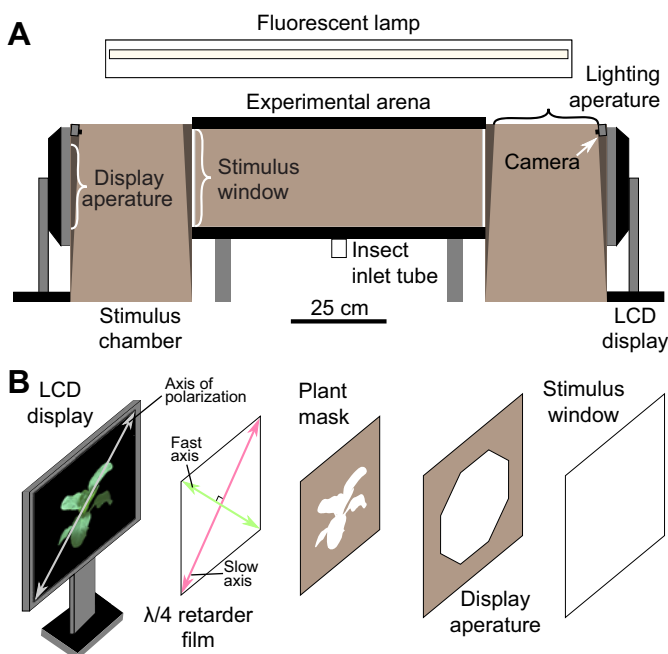 A
Fluorescent lamp
Lighting
aperature
Experimental arena
Display
aperature
Stimulus
window
Camera
Insect
inlet tube
Stimulus
chamber
25 cm
LCD
display
B
LCD
display
Axis of
polarization
Fast
axis
Slow
axis
λ/4 retarder
film
Plant
mask
Display
aperature
Stimulus
window